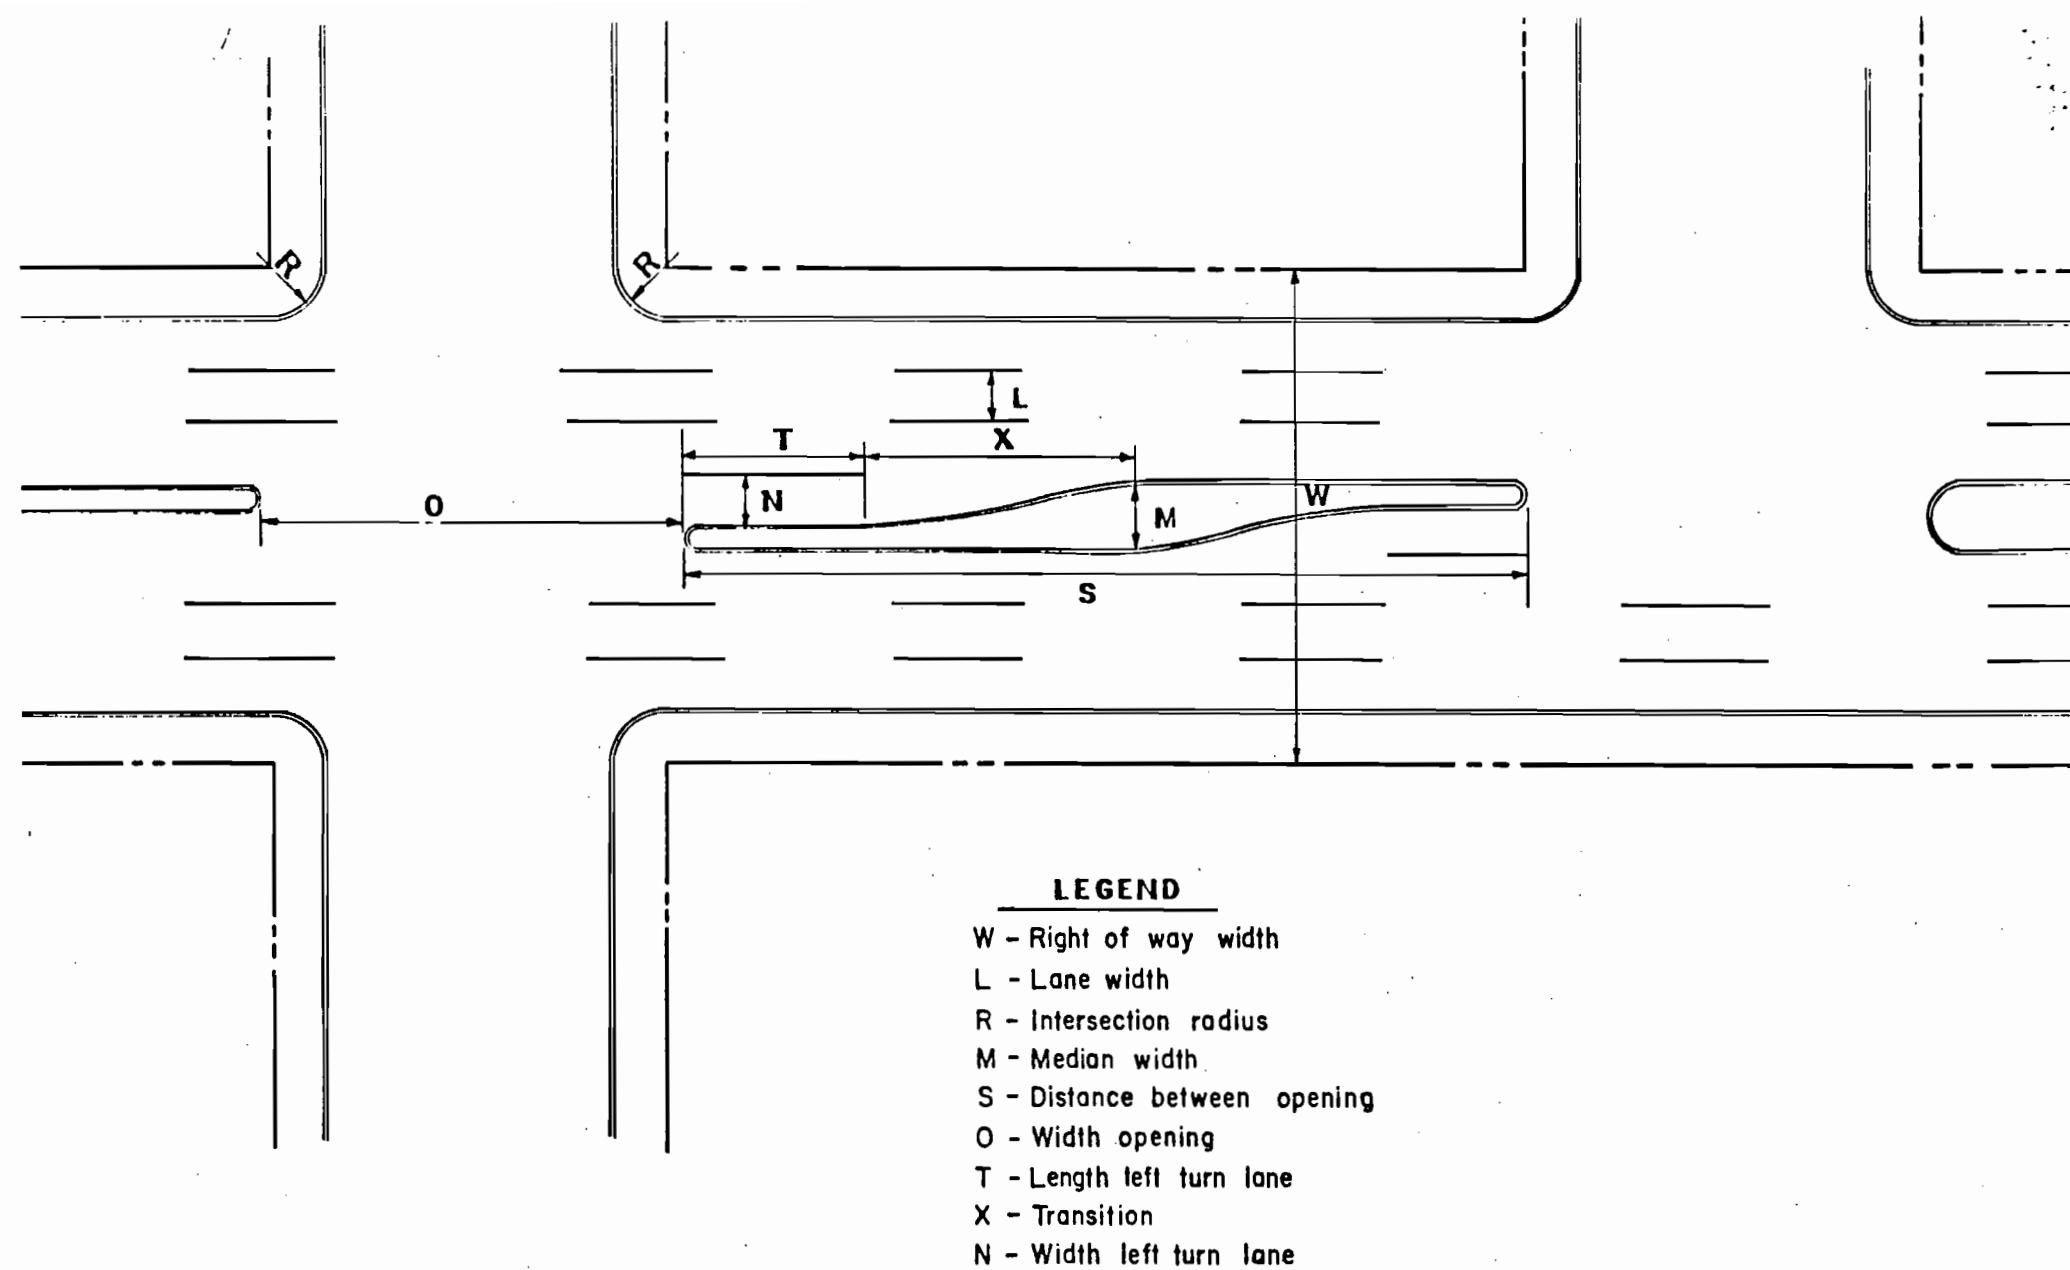 R
R
L
T
X
W
O
N
M
S
LEGEND
W - Right of way width
L - Lane width
R - Intersection radius
M - Median width
S - Distance between opening
O - Width opening
T - Length left turn lane
X - Transition
N - Width left turn lane